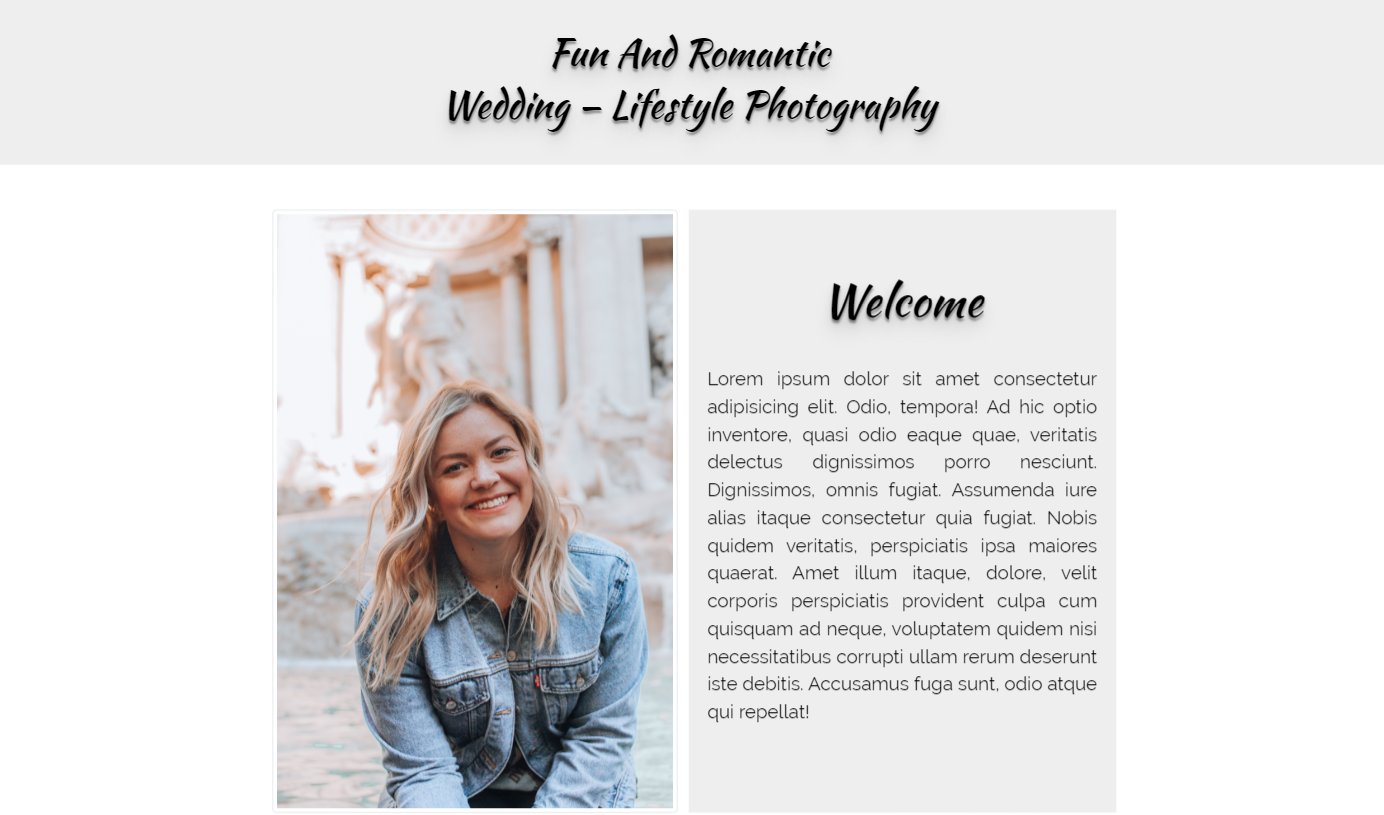 Fun And Romantic
Wedding – Lifestyle Photography
Welcome
Lorem ipsum dolor sit amet consectetur
adipisicing elit. Odio, tempora! Ad hic optio
inventore, quasi odio eaque quae, veritatis
delectus dignissimos porro nesciunt.
Dignissimos, omnis fugiat. Assumenda iure
alias itaque consectetur quia fugiat. Nobis
quidem veritatis, perspiciatis ipsa maiores
quaerat. Amet illum itaque, dolore, velit
corporis perspiciatis provident culpa cum
quisquam ad neque, voluptatem quidem nisi
necessitatibus corrupti ullam rerum deserunt
iste debitis. Accusamus fuga sunt, odio atque
qui repellat!